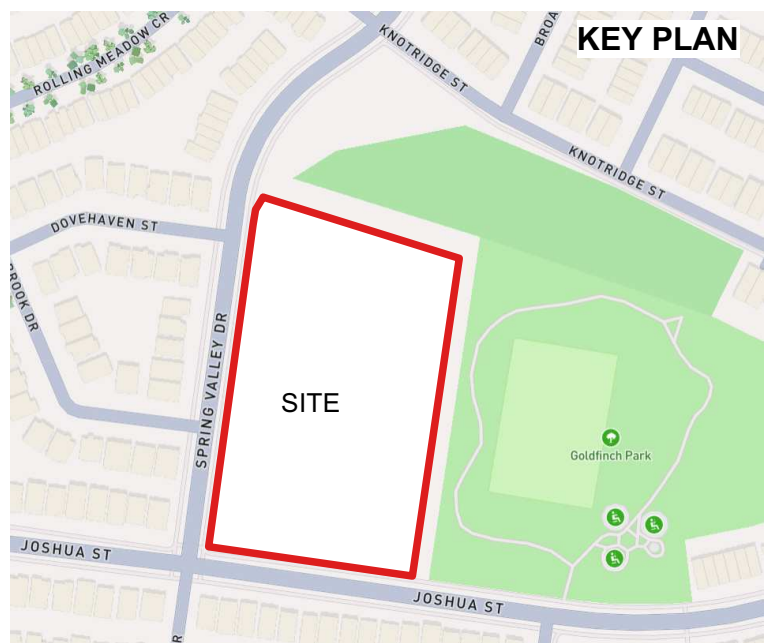 KEY PLAN
ROLLING MEADOW CR
KNOTRIDGE ST
KNOTRIDGE ST
DOVEHAVEN ST
SPRING VALLEY DR
SITE
Goldfinch Park
JOSHUA ST
JOSHUA ST